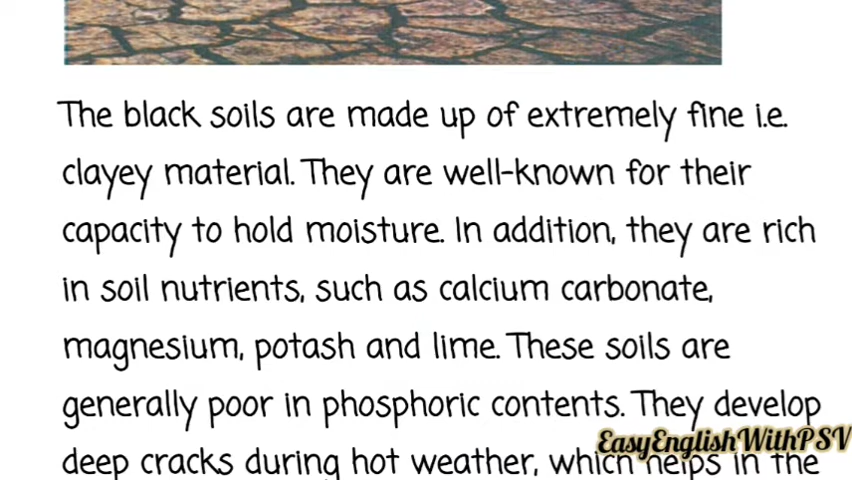 The black soils are made up of extremely fine i.e.
clayey material. They are well-known for their
capacity to hold moisture. In addition, they are rich
in soil nutrients, such as calcium carbonate,
magnesium, potash and lime. These soils are
generally poor in phosphoric contents. They develop
EasyEnglishWithPSV
deep cracks during hot weather, which helps in the